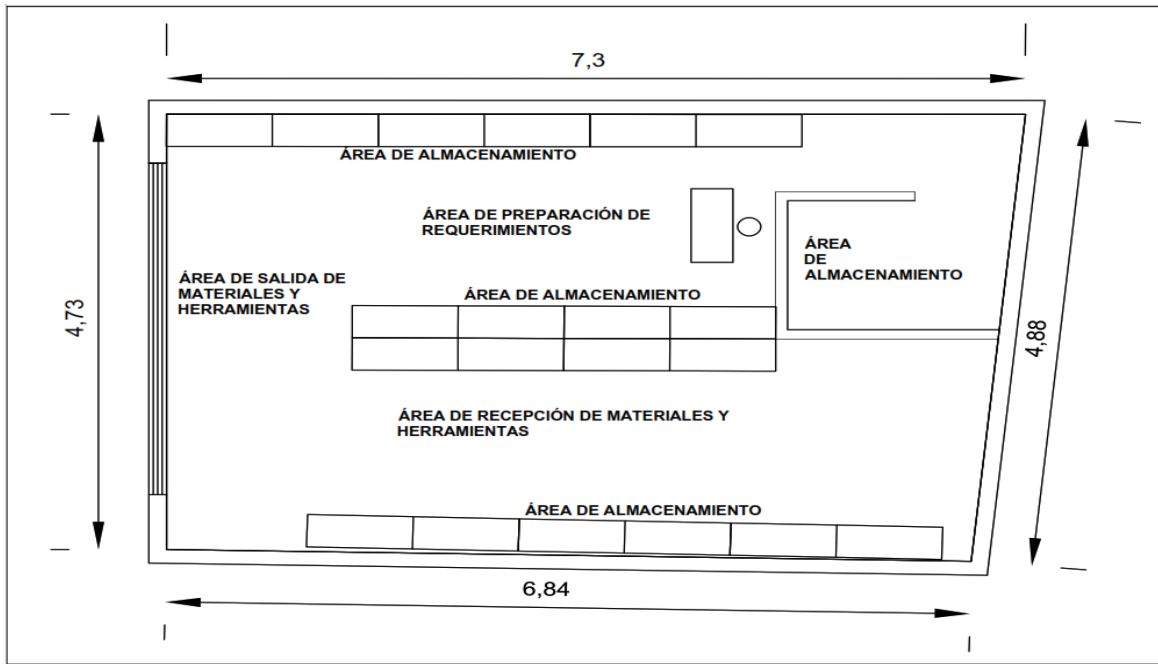 7,3
ÁREA DE ALMACENAMIENTO
ÁREA DE PREPARACIÓN DE
REQUERIMIENTOS
ÁREA
DE
ALMACENAMIENTO
ÁREA DE SALIDA DE
MATERIALES Y
HERRAMIENTAS
ÁREA DE ALMACENAMIENTO
4,73
4,88
ÁREA DE RECEPCIÓN DE MATERIALES Y
HERRAMIENTAS
ÁREA DE ALMACENAMIENTO
6,84